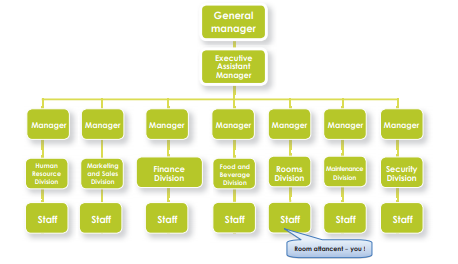 General
manager
Executive
Assistant
Manager
Manager Manager Manager Manager Manager Manager Manager
Human
Resource
Division
Marketing
and Sales
Division
Finance
Division
Food and
Beverage
Division
Rooms
Division
Maintenance
Division
Security
Division
Staff Staff Staff Staff Staff Staff Staff
Room attancent – you !